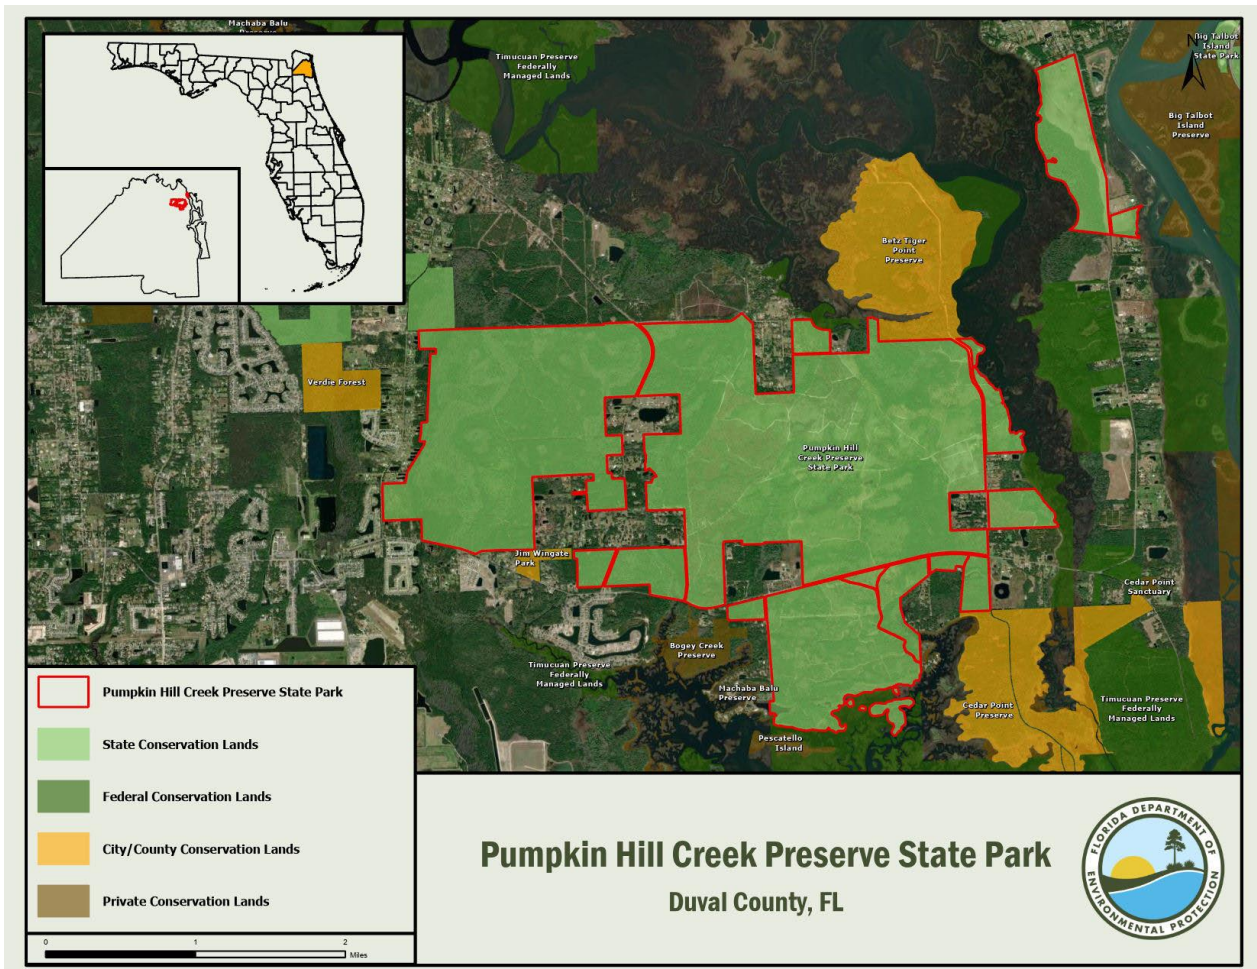 Machaba Balu
Preserve
Timucuan Preserve
Federally
Managed Lands
Big Talbot
Island
State Park
Big Talbot
Island
Preserve
Betz Tiger
Point
Preserve
Verdie Forest
Pumpkin Hill
Creek Preserve
State Park
Jim Wingate
Park
Cedar Point
Sanctuary
Bogey Creek
Preserve
Timucuan Preserve
Federally
Managed Lands
Machaba Balu
Preserve
Cedar Point
Preserve
Timucuan Preserve
Federally
Managed Lands
Pescatello
Island
Pumpkin Hill Creek Preserve State Park
State Conservation Lands
Federal Conservation Lands
City/County Conservation Lands
Private Conservation Lands
0 1 2
Miles
Pumpkin Hill Creek Preserve State Park
Duval County, FL
FLORIDA DEPARTMENT OF
ENVIRONMENTAL PROTECTION